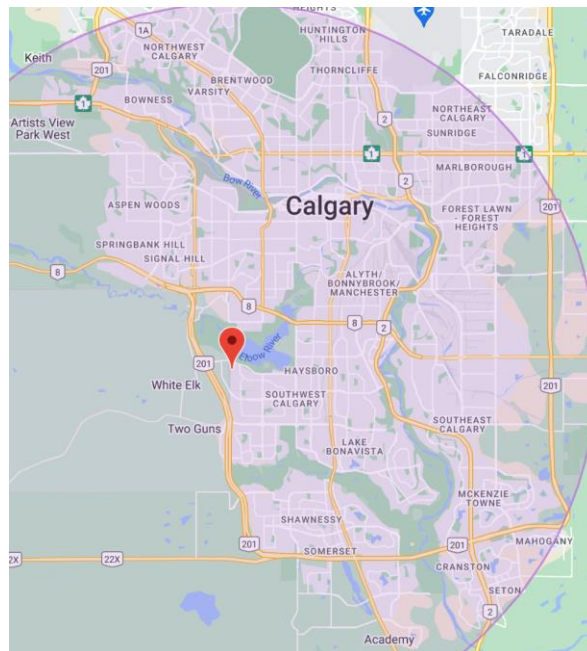 HEIGHTS
HUNTINGTON
HILLS
TARADALE
1A
NORTHWEST
CALGARY
Keith
201
BRENTWOOD
THORNCLIFFE
FALCONRIDGE
VARSITY
BOWNESS
1
2
NORTHEAST
CALGARY
SUNRIDGE
Artists View
Park West
1
1
MARLBOROUGH
Bow River
2
Calgary
ASPEN WOODS
FOREST LAWN
- FOREST
HEIGHTS
201
SPRINGBANK HILL
SIGNAL HILL
8
ALYTH/
BONNYBROOK/
MANCHESTER
8
8
2
Elbow River
201
HAYSBORO
White Elk
201
SOUTHWEST
CALGARY
Two Guns
SOUTHEAST
CALGARY
LAKE
BONAVISTA
MCKENZIE
TOWNE
SHAWNESSY
201
SOMERSET
201
MAHOGANY
2X
22X
CRANSTON
SETON
2
Academy